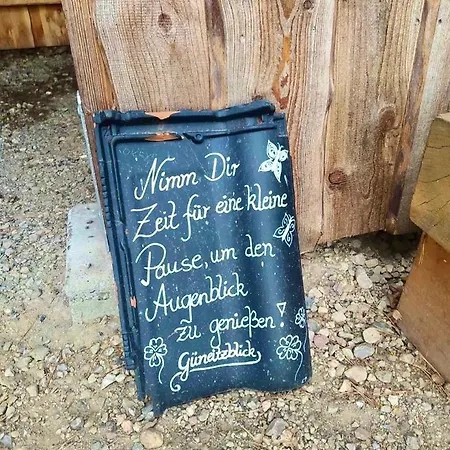 Nimm Dir
Zeit für eine kleine
Pause, um den
Augenblick
zu genießen!
Güneitzblick